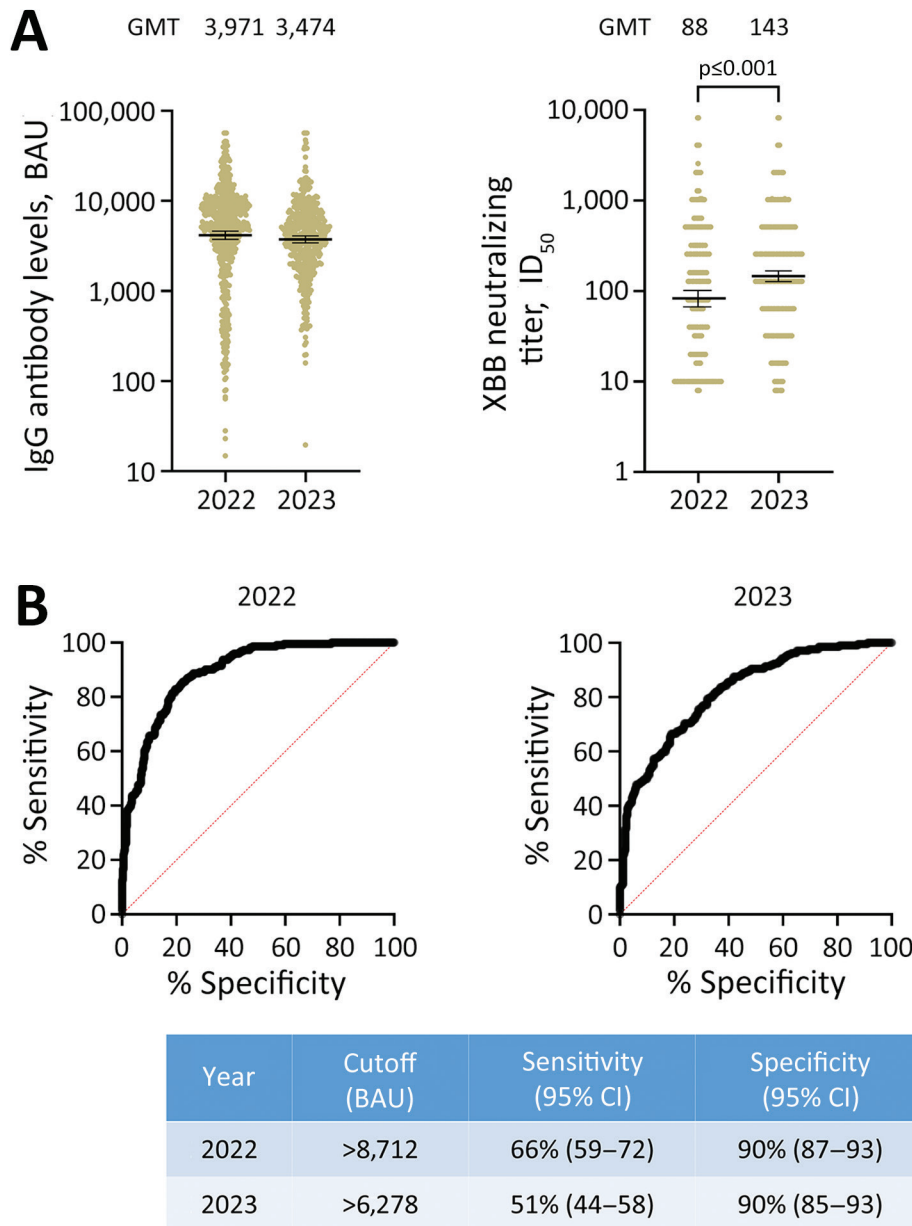 A
GMT 3,971 3,474
IgG antibody levels, BAU
100,000
10,000
1,000
100
10
2022 2023
GMT 88 143
p≤0.001
XBB neutralizing
titer, ID50
10,000
1,000
100
10
1
2022 2023
B
2022
% Sensitivity
100
80
60
40
20
0
0 20 40 60 80 100
% Specificity
2023
% Sensitivity
100
80
60
40
20
0
0 20 40 60 80 100
% Specificity
Year Cutoff (BAU) Sensitivity (95% CI) Specificity (95% CI)
2022 >8,712 66% (59–72) 90% (87–93)
2023 >6,278 51% (44–58) 90% (85–93)